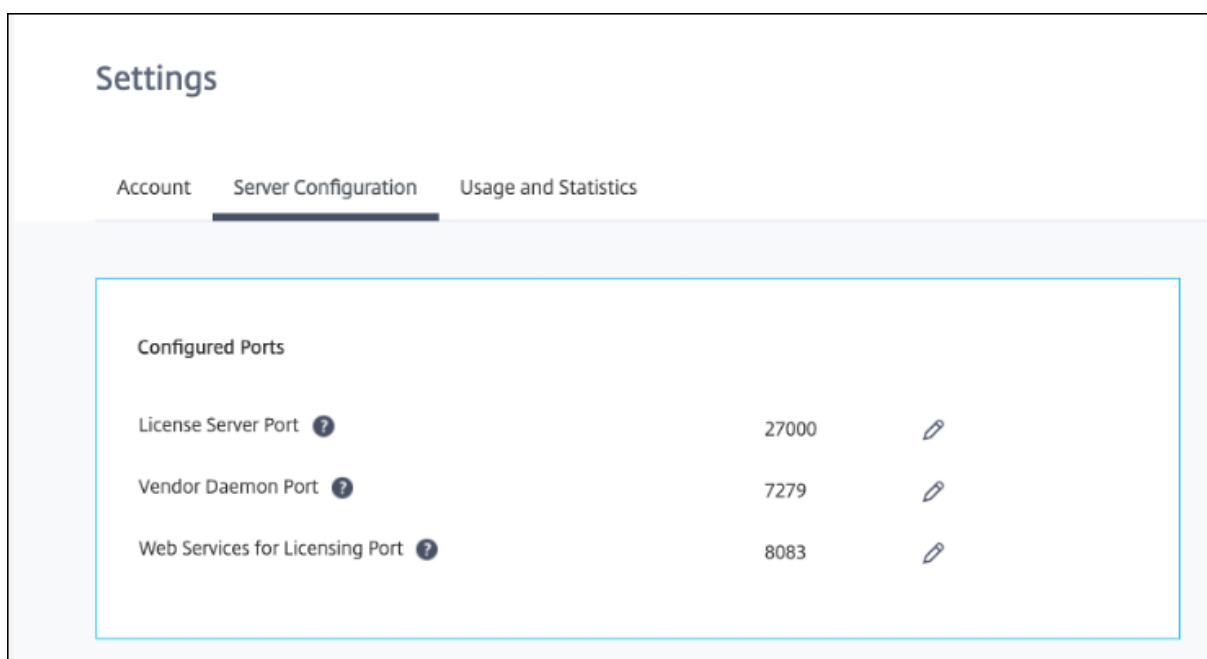 Settings
Account Server Configuration Usage and Statistics
Configured Ports
License Server Port ? 27000
Vendor Daemon Port ? 7279
Web Services for Licensing Port ? 8083